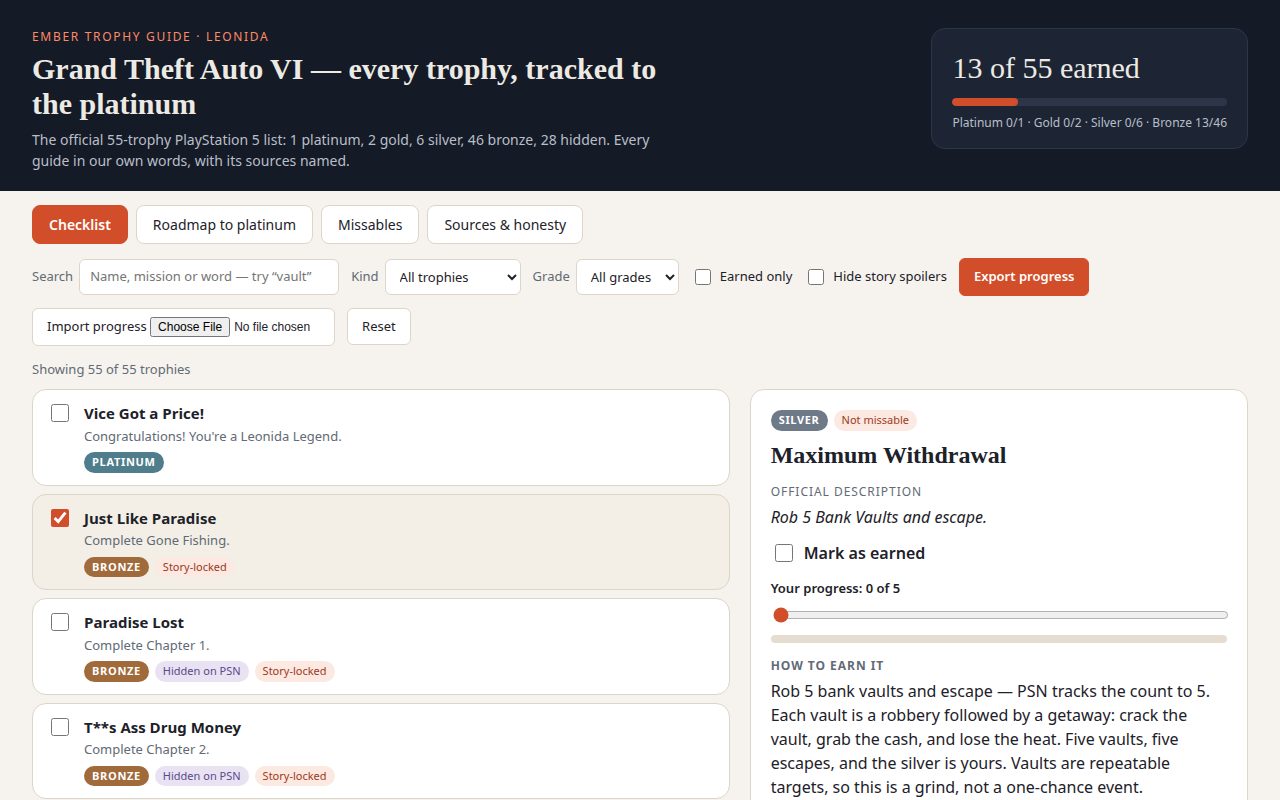 EMBER TROPHY GUIDE · LEONIDA
Grand Theft Auto VI — every trophy, tracked to
the platinum
The official 55-trophy PlayStation 5 list: 1 platinum, 2 gold, 6 silver, 46 bronze, 28 hidden. Every
guide in our own words, with its sources named.
13 of 55 earned
Platinum 0/1 · Gold 0/2 · Silver 0/6 · Bronze 13/46
Checklist
Roadmap to platinum
Missables
Sources & honesty
Search
Name, mission or word — try “vault”
Kind
All trophies
Grade
All grades
Earned only
Hide story spoilers
Export progress
Import progress
Choose File
No file chosen
Reset
Showing 55 of 55 trophies
Vice Got a Price!
Congratulations! You're a Leonida Legend.
PLATINUM
Just Like Paradise
Complete Gone Fishing.
BRONZE
Story-locked
Paradise Lost
Complete Chapter 1.
BRONZE
Hidden on PSN
Story-locked
T**s Ass Drug Money
Complete Chapter 2.
BRONZE
Hidden on PSN
Story-locked
SILVER
Not missable
Maximum Withdrawal
OFFICIAL DESCRIPTION
Rob 5 Bank Vaults and escape.
Mark as earned
Your progress: 0 of 5
HOW TO EARN IT
Rob 5 bank vaults and escape — PSN tracks the count to 5.
Each vault is a robbery followed by a getaway: crack the
vault, grab the cash, and lose the heat. Five vaults, five
escapes, and the silver is yours. Vaults are repeatable
targets, so this is a grind, not a one-chance event.